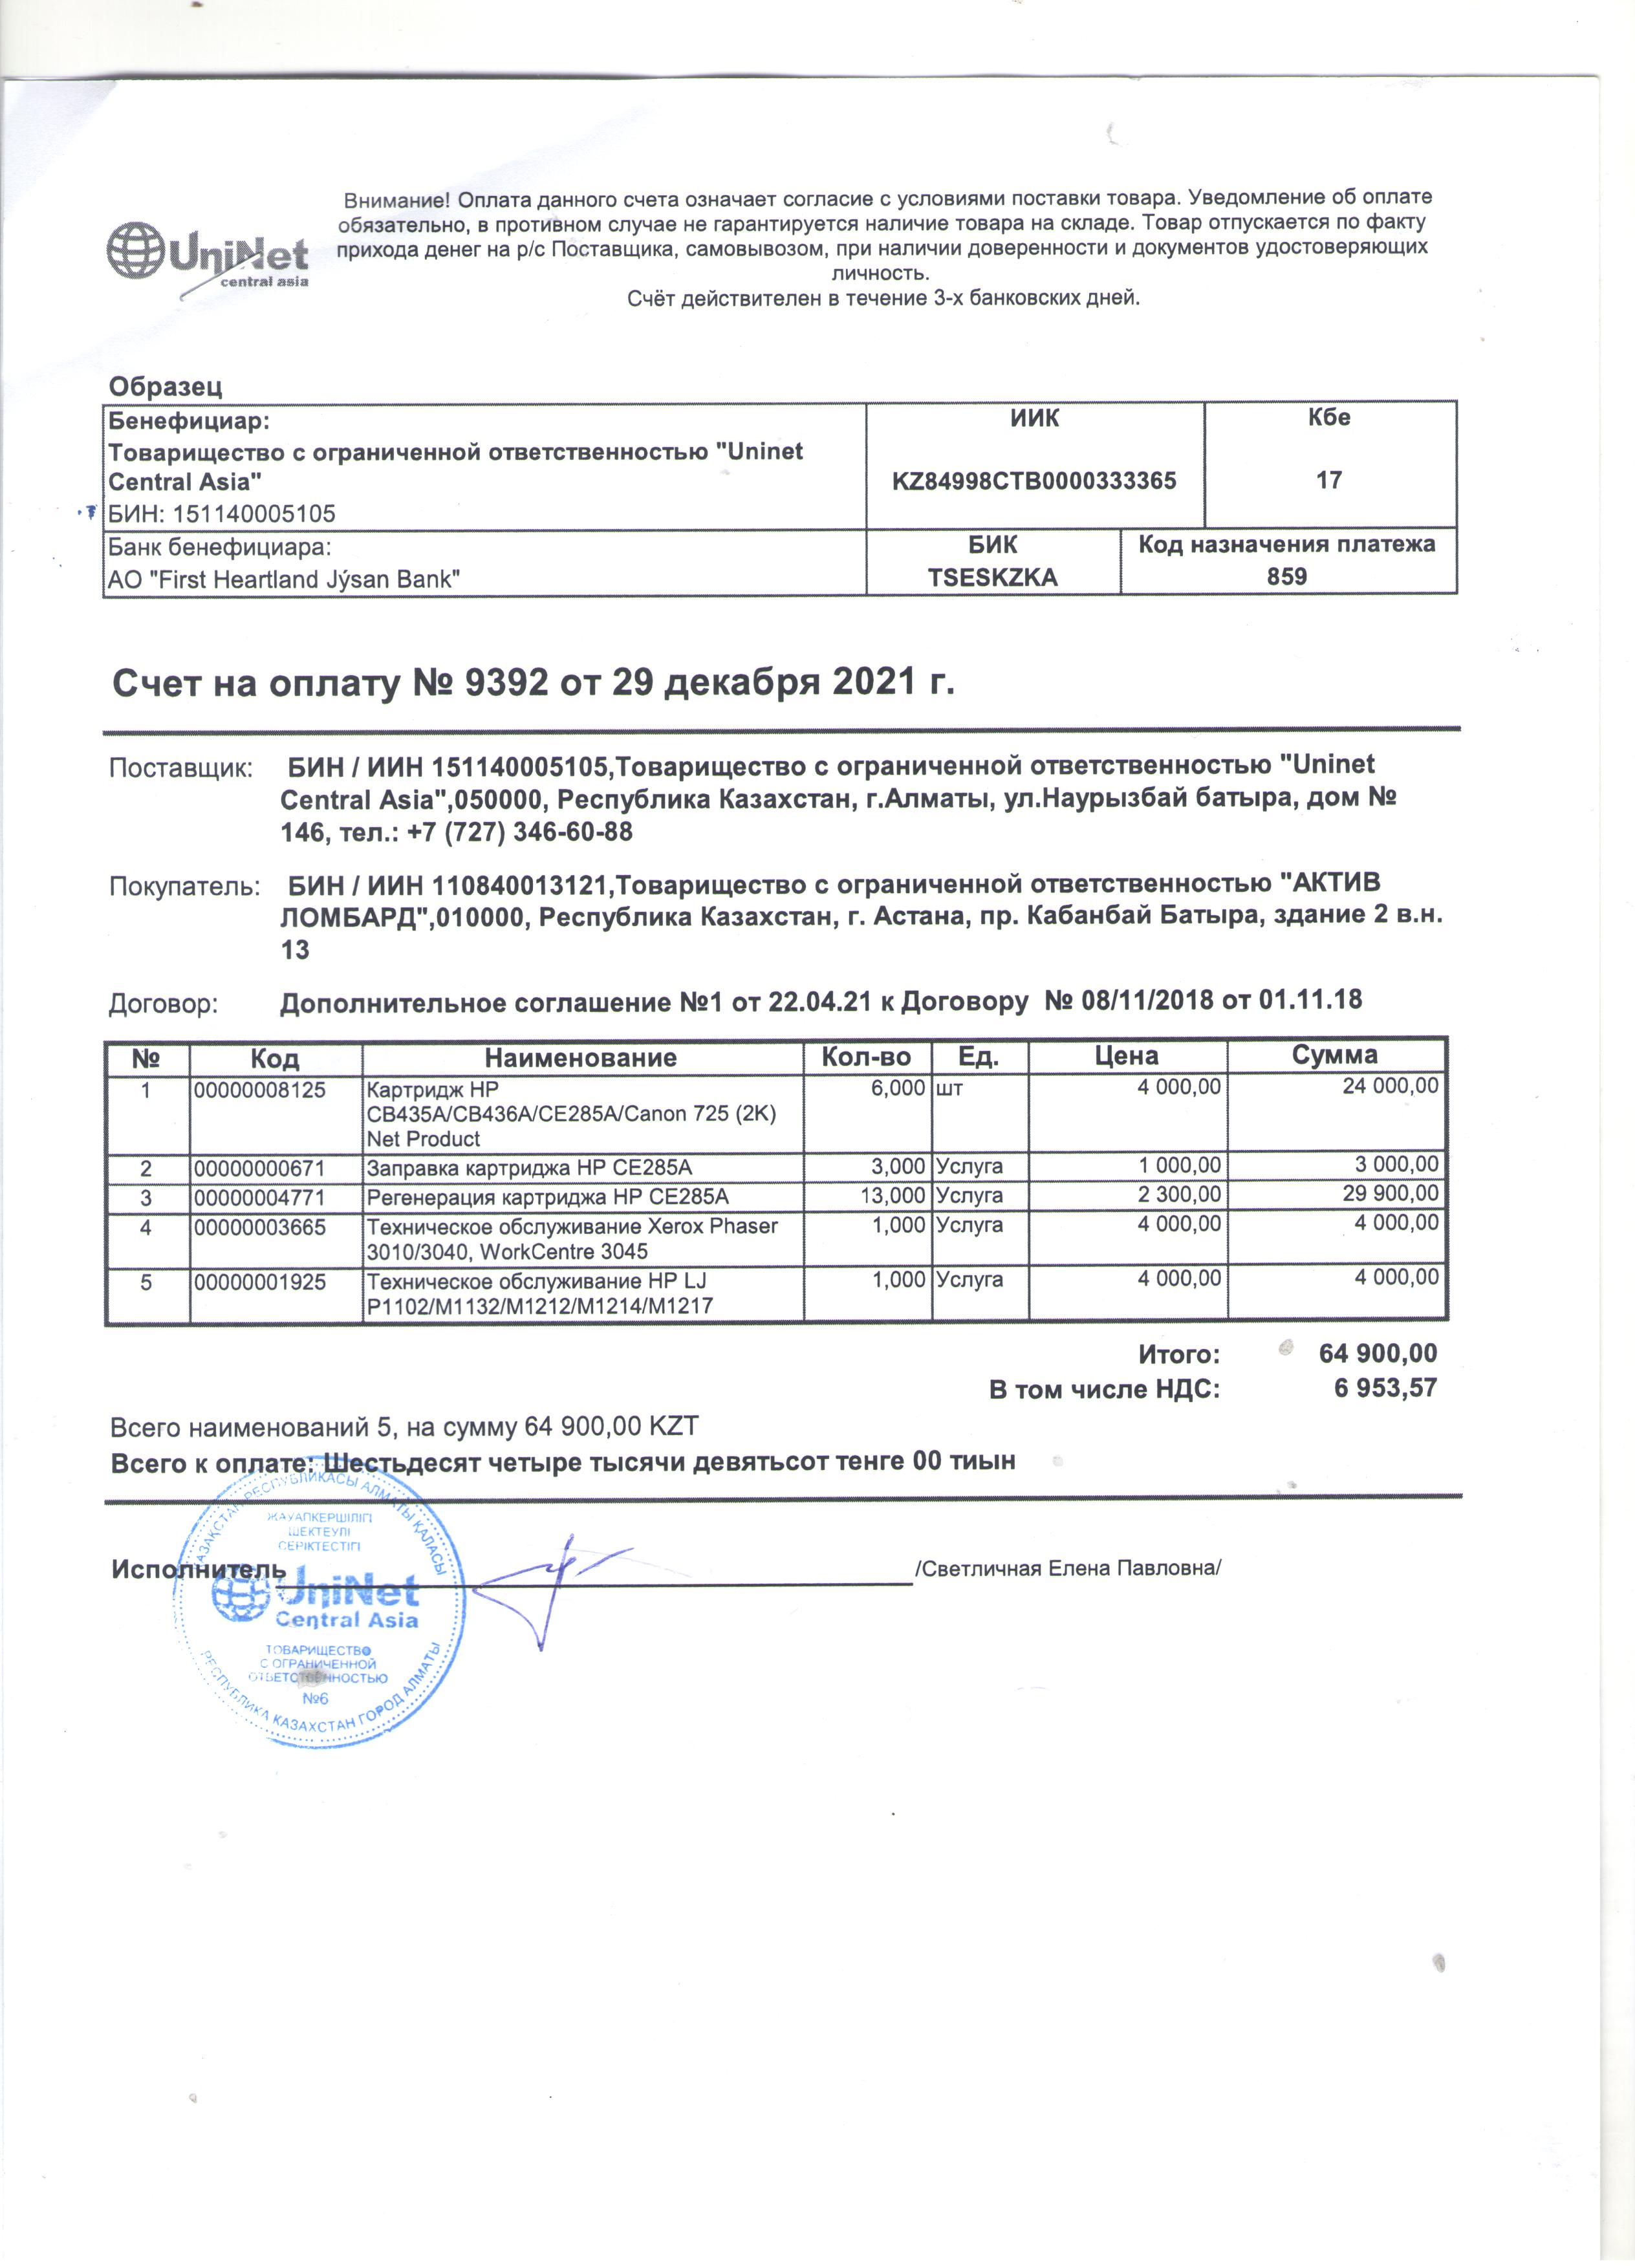 Внимание! Оплата данного счета означает согласие с условиями поставки товара. Уведомление об оплате
обязательно, в противном случае не гарантируется наличие товара на складе. Товар отпускается по факту
прихода денег на р/с Поставщика, самовывозом, при наличии доверенности и документов удостоверяющих
личность.
Счёт действителен в течение 3-х банковских дней.
UniNet
central asia
Образец
Бенефициар: ИИК Кбе
Товарищество с ограниченной ответственностью "Uninet
Central Asia" KZ84998CTB0000333365 17
БИН: 151140005105
Банк бенефициара: БИК Код назначения платежа
АО "First Heartland Jýsan Bank" TSESKZKA 859
Счет на оплату № 9392 от 29 декабря 2021 г.
Поставщик: БИН / ИИН 151140005105,Товарищество с ограниченной ответственностью "Uninet
Central Asia",050000, Республика Казахстан, г.Алматы, ул.Наурызбай батыра, дом №
146, тел.: +7 (727) 346-60-88
Покупатель: БИН / ИИН 110840013121,Товарищество с ограниченной ответственностью "АКТИВ
ЛОМБАРД",010000, Республика Казахстан, г. Астана, пр. Кабанбай Батыра, здание 2 в.н.
13
Договор: Дополнительное соглашение №1 от 22.04.21 к Договору № 08/11/2018 от 01.11.18
№ Код Наименование Кол-во Ед. Цена Сумма
1 00000008125 Картридж HP 6,000 шт 4 000,00 24 000,00
CB435A/CB436A/CE285A/Canon 725 (2K)
Net Product
2 00000000671 Заправка картриджа HP CE285A 3,000 Услуга 1 000,00 3 000,00
3 00000004771 Регенерация картриджа HP CE285A 13,000 Услуга 2 300,00 29 900,00
4 00000003665 Техническое обслуживание Xerox Phaser 1,000 Услуга 4 000,00 4 000,00
3010/3040, WorkCentre 3045
5 00000001925 Техническое обслуживание HP LJ 1,000 Услуга 4 000,00 4 000,00
P1102/M1132/M1212/M1214/M1217
Итого: 64 900,00
В том числе НДС: 6 953,57
Всего наименований 5, на сумму 64 900,00 KZT
Всего к оплате: Шестьдесят четыре тысячи девятьсот тенге 00 тиын
Исполнитель /Светличная Елена Павловна/
ҚАЗАҚСТАН РЕСПУБЛИКАСЫ АЛМАТЫ ҚАЛАСЫ
ЖАУАПКЕРШІЛІГІ
ШЕКТЕУЛІ
СЕРІКТЕСТІГІ
UniNet
Central Asia
ТОВАРИЩЕСТВО
С ОГРАНИЧЕННОЙ
ОТВЕТСТВЕННОСТЬЮ
№6
РЕСПУБЛИКА КАЗАХСТАН ГОРОД АЛМАТЫ